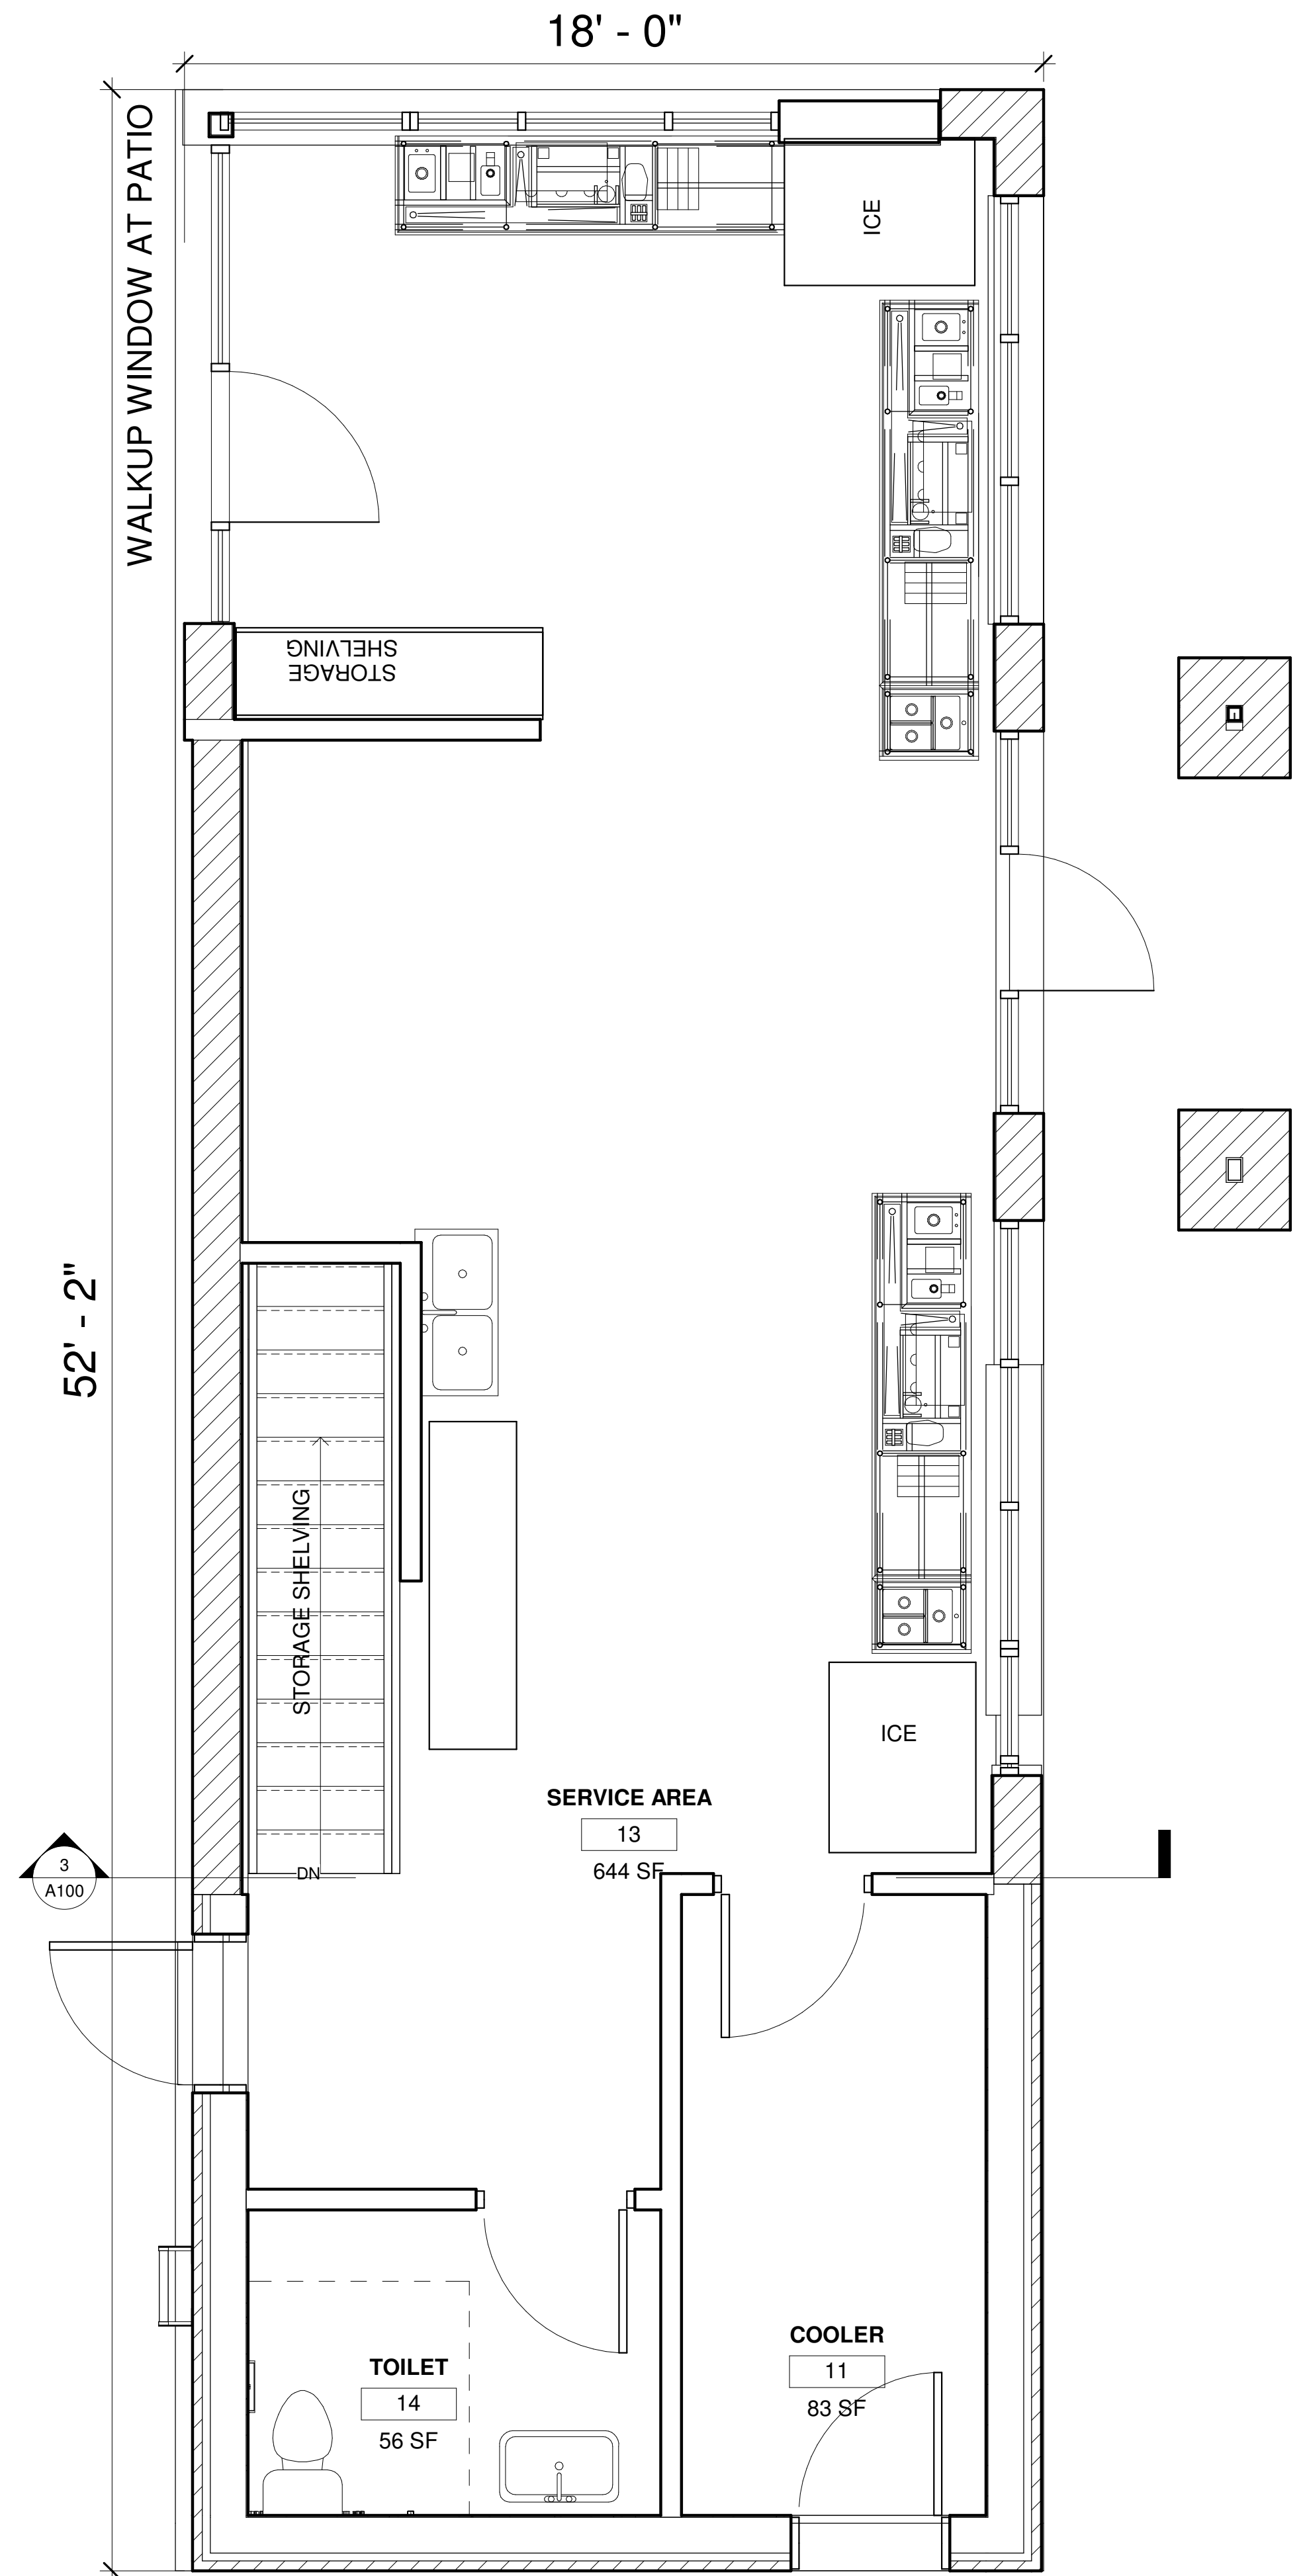 18' - 0"
WALKUP WINDOW AT PATIO
ICE
STORAGE
SHELVING
52' - 2"
STORAGE SHELVING
ICE
SERVICE AREA
13
644 SF
DN
3
A100
COOLER
11
83 SF
TOILET
14
56 SF